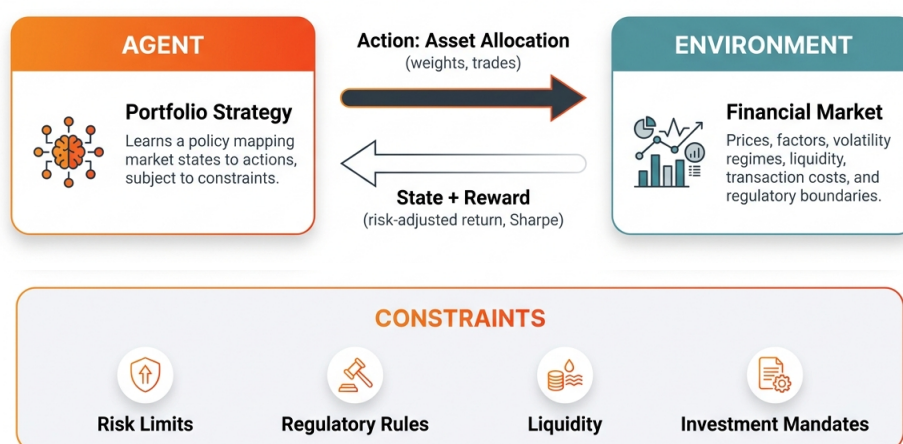 AGENT
Portfolio Strategy
Learns a policy mapping
market states to actions,
subject to constraints.
Action: Asset Allocation
(weights, trades)
State + Reward
(risk-adjusted return, Sharpe)
ENVIRONMENT
Financial Market
Prices, factors, volatility
regimes, liquidity,
transaction costs, and
regulatory boundaries.
CONSTRAINTS
Risk Limits
Regulatory Rules
Liquidity
Investment Mandates